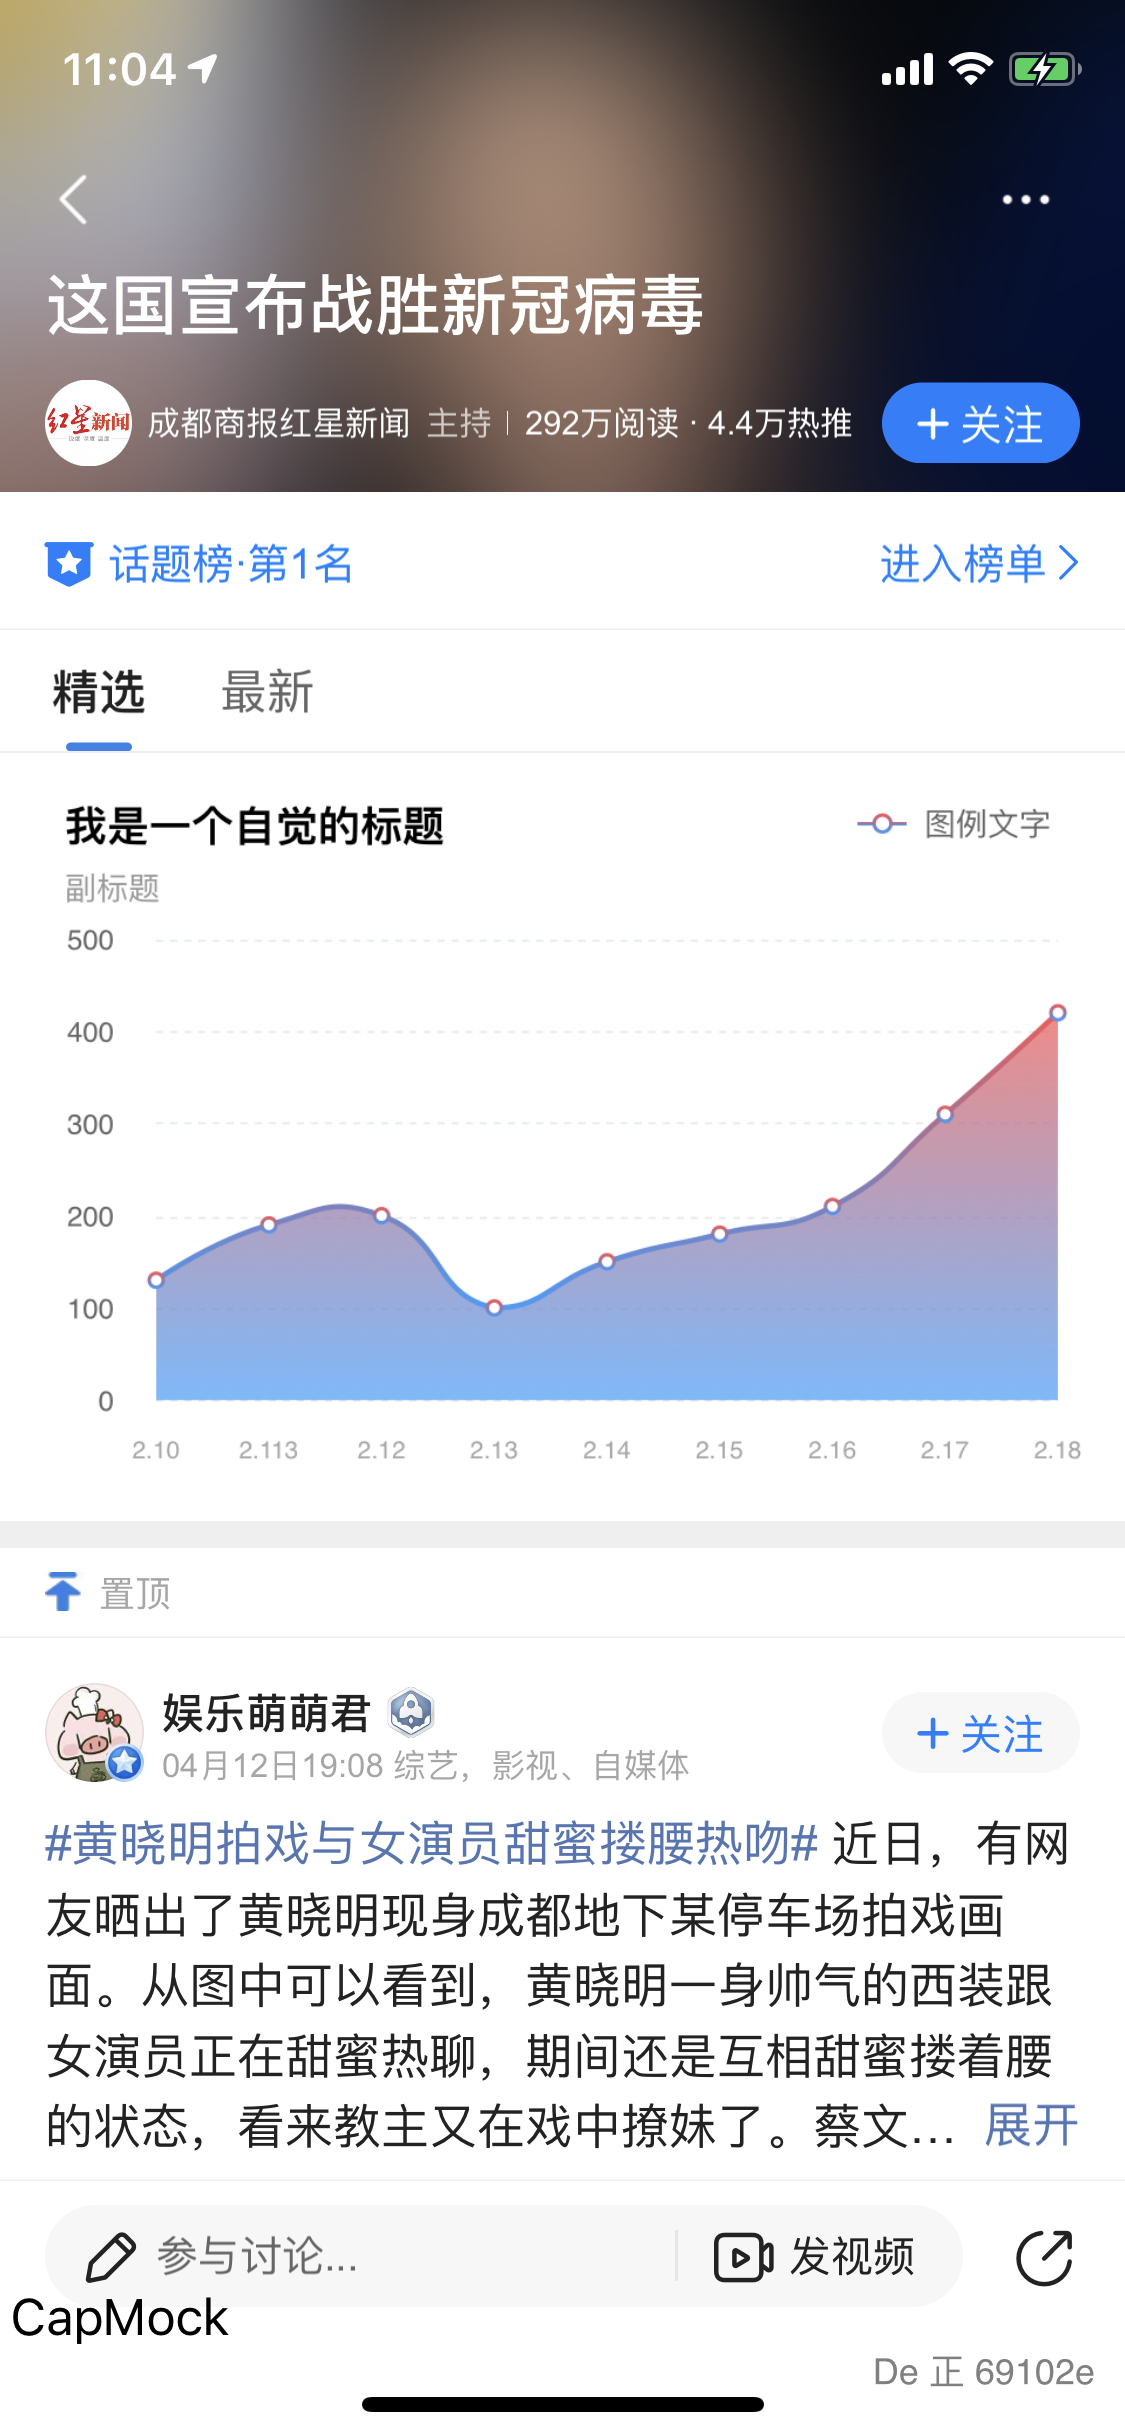 11:04
这国宣布战胜新冠病毒
红星新闻
成都商报红星新闻 主持 292万阅读 · 4.4万热推
+ 关注
话题榜·第1名
进入榜单
精选
最新
我是一个自觉的标题
图例文字
副标题
500
400
300
200
100
0
2.10
2.113
2.12
2.13
2.14
2.15
2.16
2.17
2.18
置顶
娱乐萌萌君
04月12日19:08 综艺，影视、自媒体
+ 关注
#黄晓明拍戏与女演员甜蜜搂腰热吻# 近日，有网
友晒出了黄晓明现身成都地下某停车场拍戏画
面。从图中可以看到，黄晓明一身帅气的西装跟
女演员正在甜蜜热聊，期间还是互相甜蜜搂着腰
的状态，看来教主又在戏中撩妹了。蔡文... 展开
参与讨论...
发视频
CapMock
De 正 69102e